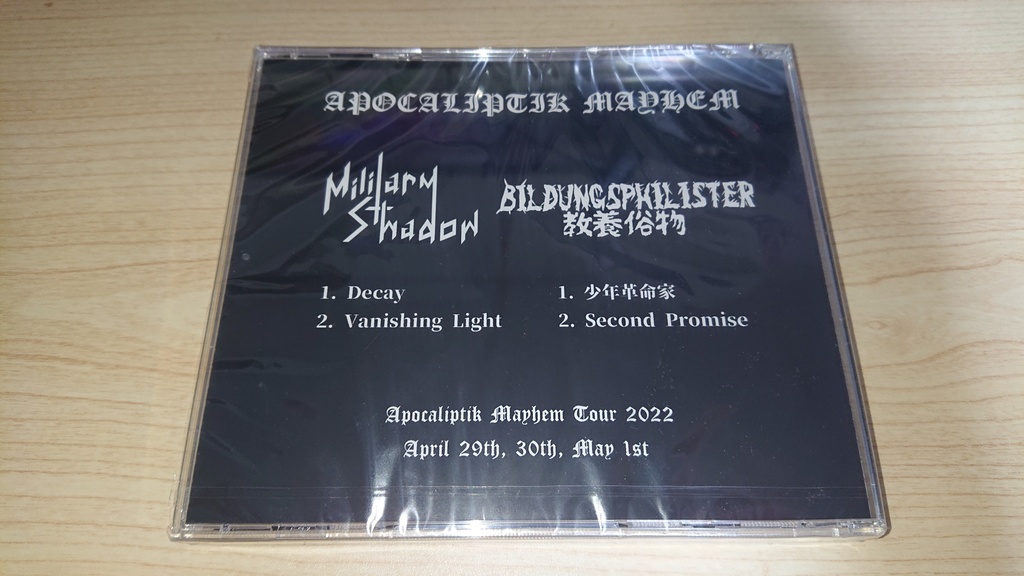 APOCALIPTIK MAYHEM
Military Shadow
BILDUNGSPHILISTER
教養俗物
1. Decay
2. Vanishing Light
1. 少年革命家
2. Second Promise
Apocaliptik Mayhem Tour 2022
April 29th, 30th, May 1st